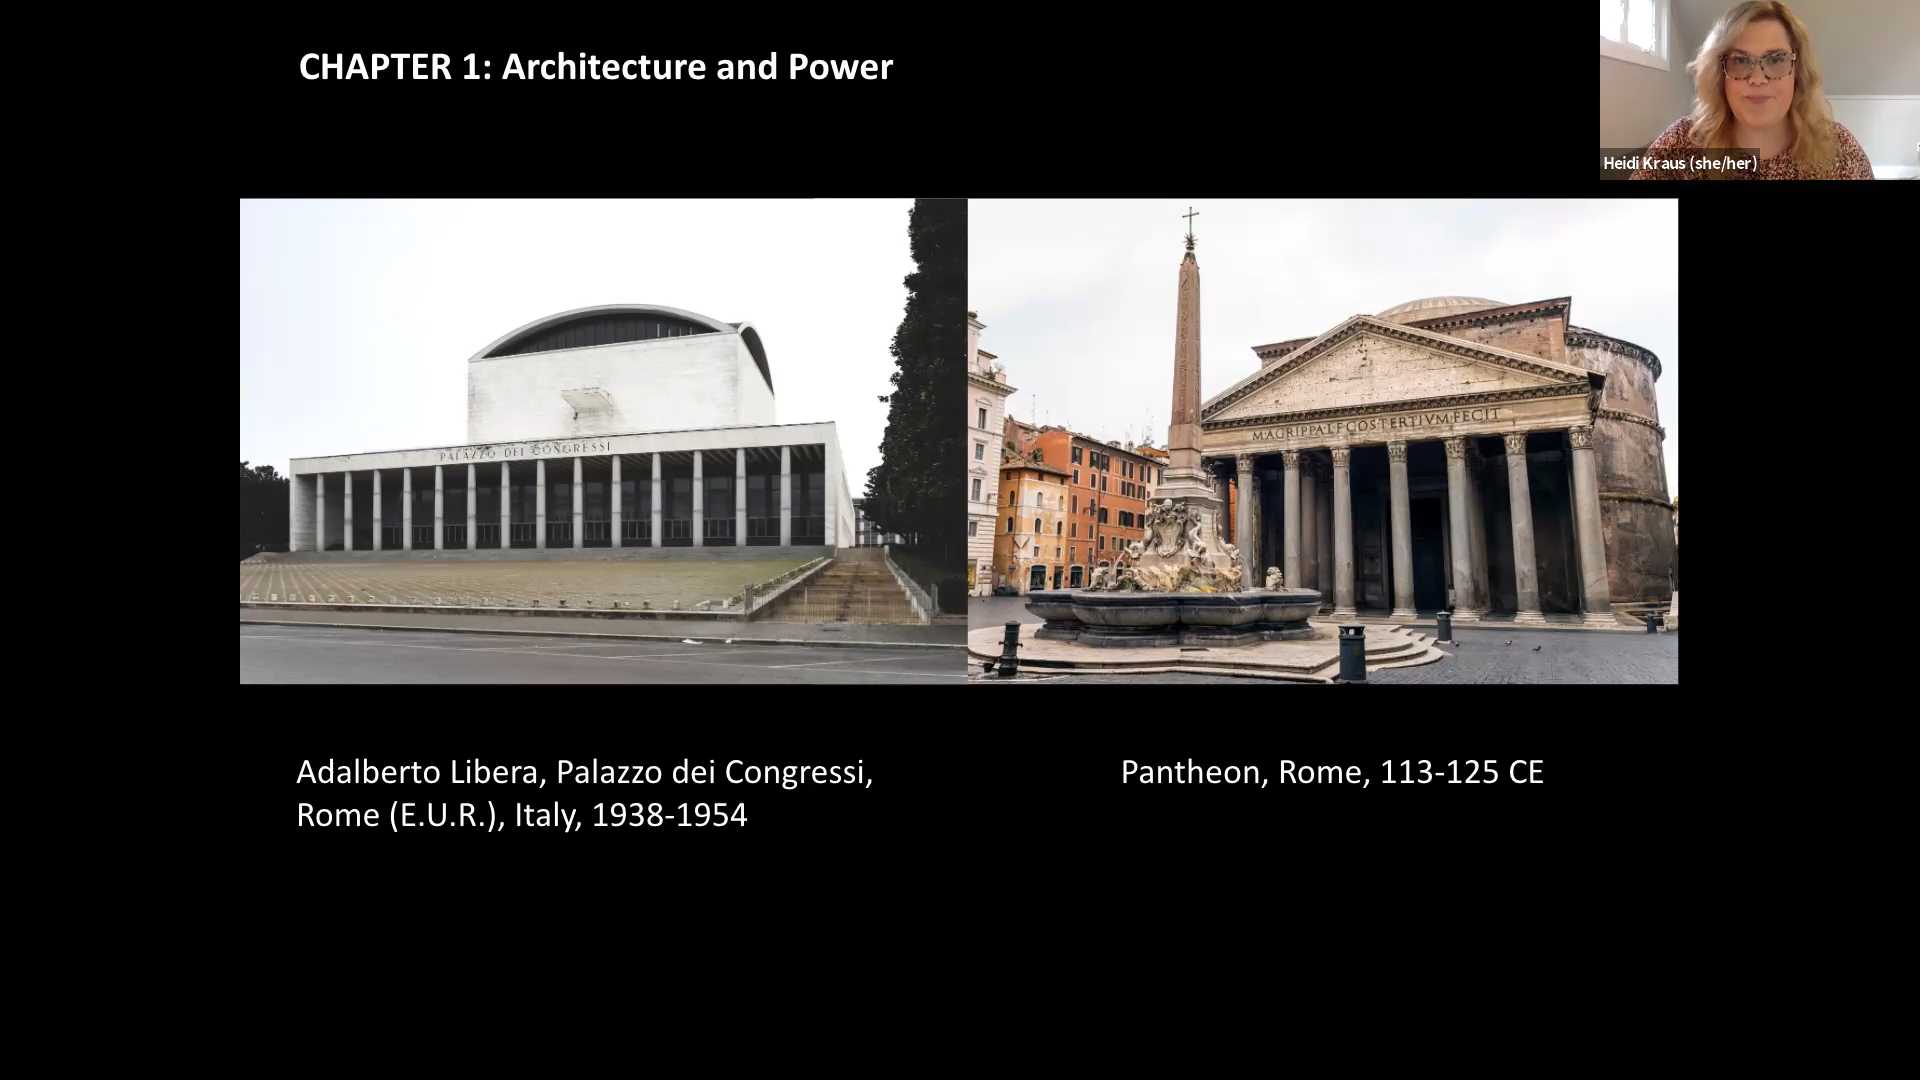 CHAPTER 1: Architecture and Power
Heidi Kraus (she/her)
PALAZZO DEI CONGRESSI
M·AGRIPPA·L·F·COS·TERTIVM·FECIT
Adalberto Libera, Palazzo dei Congressi,
Rome (E.U.R.), Italy, 1938-1954
Pantheon, Rome, 113-125 CE